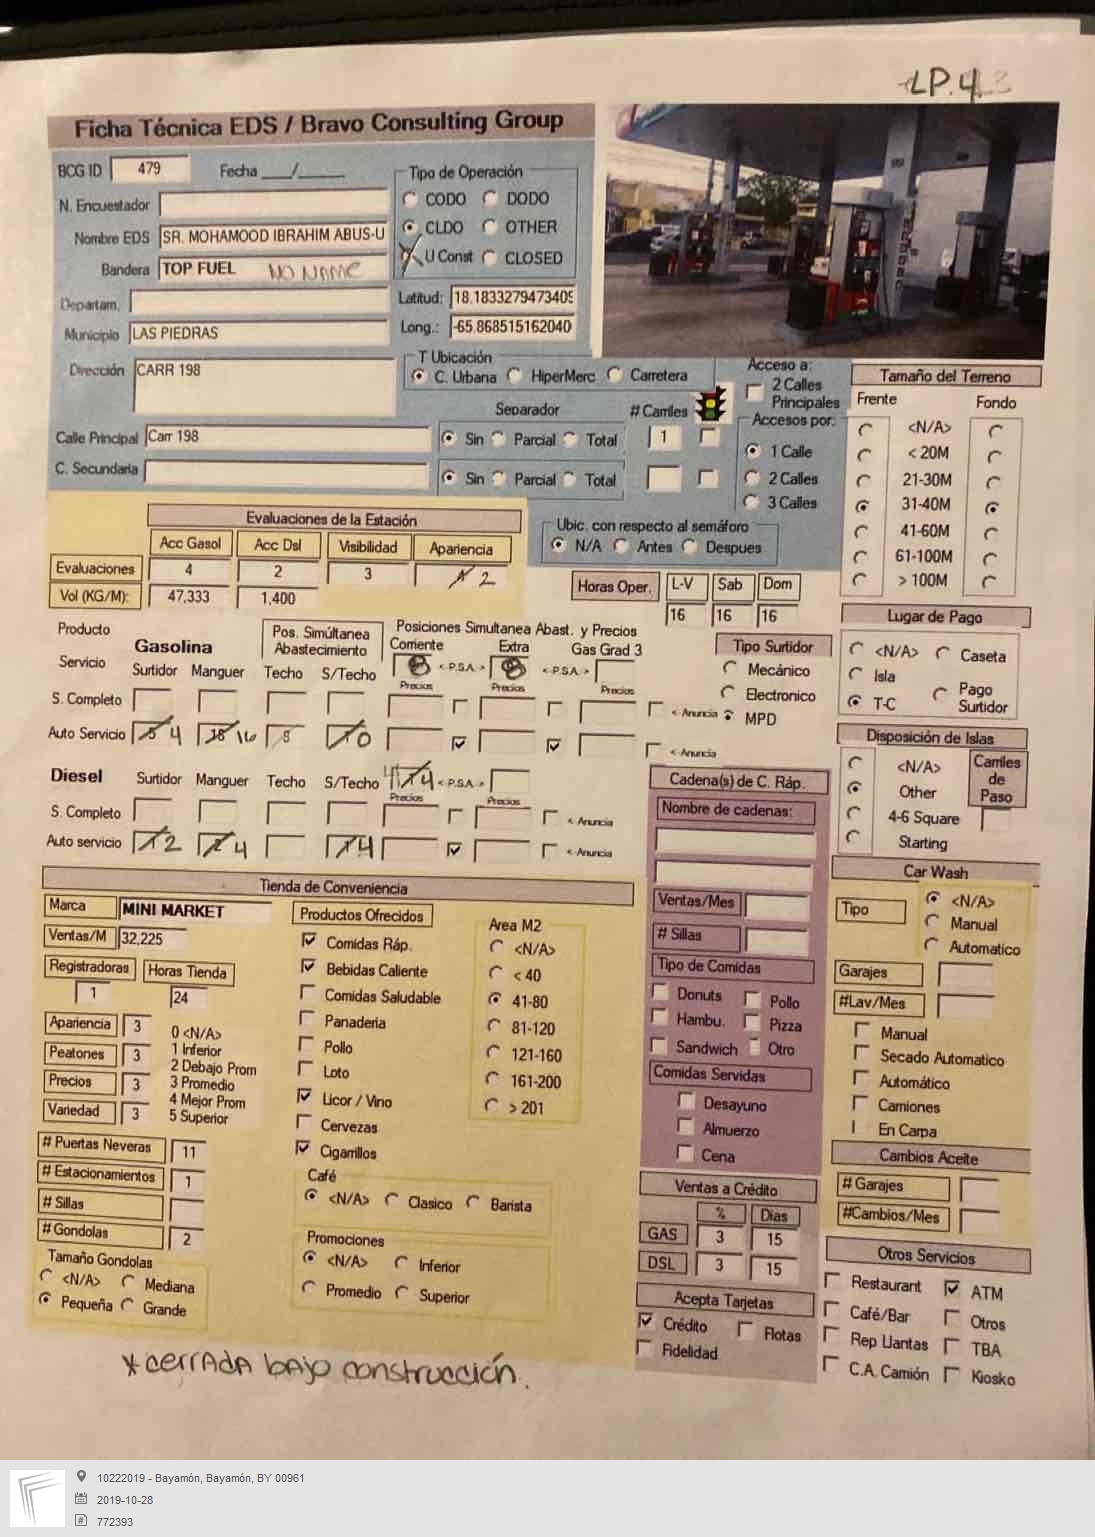 LP.4
Ficha Técnica EDS / Bravo Consulting Group
BCG ID 479 Fecha ___/_____
N. Encuestador
Nombre EDS SR. MOHAMOOD IBRAHIM ABUS-U
Bandera TOP FUEL NO NAME
Departam.
Municipio LAS PIEDRAS
Dirección CARR 198
Tipo de Operación
CODO DODO
CLDO OTHER
U Const CLOSED
Latitud: 18.1833279473409
Long.: -65.868515162040
T Ubicación
C. Urbana HiperMerc Carretera
Separador # Carriles
Calle Principal Carr 198 Sin Parcial Total 1
C. Secundaria Sin Parcial Total
Acceso a:
2 Calles
Principales
Accesos por:
1 Calle
2 Calles
3 Calles
Tamaño del Terreno
Frente Fondo
<N/A>
< 20M
21-30M
31-40M
41-60M
61-100M
> 100M
Evaluaciones de la Estación
Acc Gasol Acc Dsl Visibilidad Apariencia
Evaluaciones 4 2 3 2
Vol (KG/M): 47,333 1,400
Ubic. con respecto al semáforo
N/A Antes Despues
Horas Oper. L-V Sab Dom
16 16 16
Lugar de Pago
<N/A> Caseta
Isla
T-C Pago
Surtidor
Producto Gasolina
Servicio Surtidor Manguer
Pos. Simúltanea
Abastecimiento
Techo S/Techo
Posiciones Simultanea Abast. y Precios
Corriente Extra Gas Grad 3
8 <-P.S.A.-> 8 <-P.S.A.->
Precios Precios Precios
S. Completo <-Anuncia
Auto Servicio 4 16 8 0 <-Anuncia
Tipo Surtidor
Mecánico
Electronico
MPD
Diesel Surtidor Manguer Techo S/Techo 4 <-P.S.A.->
Precios Precios
S. Completo <-Anuncia
Auto servicio 2 4 4 <-Anuncia
Disposición de Islas
<N/A>
Other
4-6 Square
Starting
Carriles
de
Paso
Cadena(s) de C. Ráp.
Nombre de cadenas:
Ventas/Mes
# Sillas
Tipo de Comidas
Donuts Pollo
Hambu. Pizza
Sandwich Otro
Comidas Servidas
Desayuno
Almuerzo
Cena
Car Wash
Tipo <N/A>
Manual
Automatico
Garajes
#Lav/Mes
Manual
Secado Automatico
Automático
Camiones
En Carpa
Cambios Aceite
# Garajes
#Cambios/Mes
Tienda de Conveniencia
Marca MINI MARKET
Ventas/M 32,225
Registradoras Horas Tienda
1 24
Apariencia 3
Peatones 3
Precios 3
Variedad 3
0 <N/A>
1 Inferior
2 Debajo Prom
3 Promedio
4 Mejor Prom
5 Superior
# Puertas Neveras 11
# Estacionamientos 1
# Sillas
# Gondolas 2
Tamaño Gondolas
<N/A> Mediana
Pequeña Grande
Productos Ofrecidos
Comidas Ráp.
Bebidas Caliente
Comidas Saludable
Panaderia
Pollo
Loto
Licor / Vino
Cervezas
Cigarrillos
Area M2
<N/A>
< 40
41-80
81-120
121-160
161-200
> 201
Café
<N/A> Clasico Barista
Promociones
<N/A> Inferior
Promedio Superior
Ventas a Crédito
% Dias
GAS 3 15
DSL 3 15
Acepta Tarjetas
Crédito Flotas
Fidelidad
Otros Servicios
Restaurant ATM
Café/Bar Otros
Rep Llantas TBA
C.A. Camión Kiosko
*cerrADA bAjo construcción.
10222019 - Bayamón, Bayamón, BY 00961
2019-10-28
772393